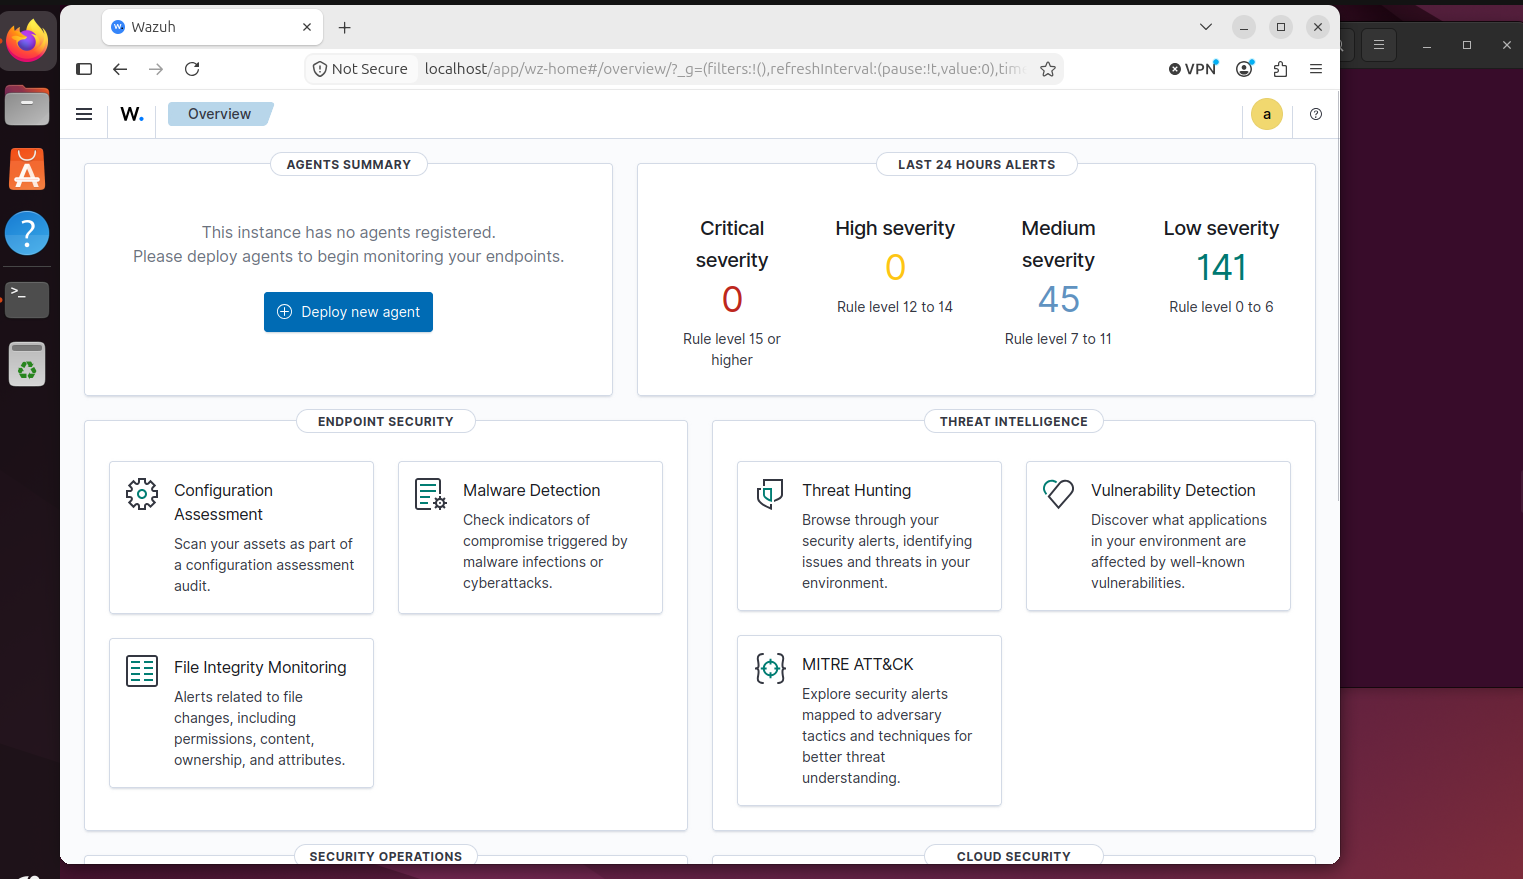 Wazuh
Not Secure
localhost/app/wz-home#/overview/?_g=(filters:!(),refreshInterval:(pause:!t,value:0),time
VPN
W.
Overview
a
AGENTS SUMMARY
This instance has no agents registered.
Please deploy agents to begin monitoring your endpoints.
Deploy new agent
LAST 24 HOURS ALERTS
Critical
severity
0
Rule level 15 or
higher
High severity
0
Rule level 12 to 14
Medium
severity
45
Rule level 7 to 11
Low severity
141
Rule level 0 to 6
ENDPOINT SECURITY
Configuration
Assessment
Scan your assets as part of
a configuration assessment
audit.
Malware Detection
Check indicators of
compromise triggered by
malware infections or
cyberattacks.
File Integrity Monitoring
Alerts related to file
changes, including
permissions, content,
ownership, and attributes.
THREAT INTELLIGENCE
Threat Hunting
Browse through your
security alerts, identifying
issues and threats in your
environment.
Vulnerability Detection
Discover what applications
in your environment are
affected by well-known
vulnerabilities.
MITRE ATT&CK
Explore security alerts
mapped to adversary
tactics and techniques for
better threat
understanding.
SECURITY OPERATIONS
CLOUD SECURITY